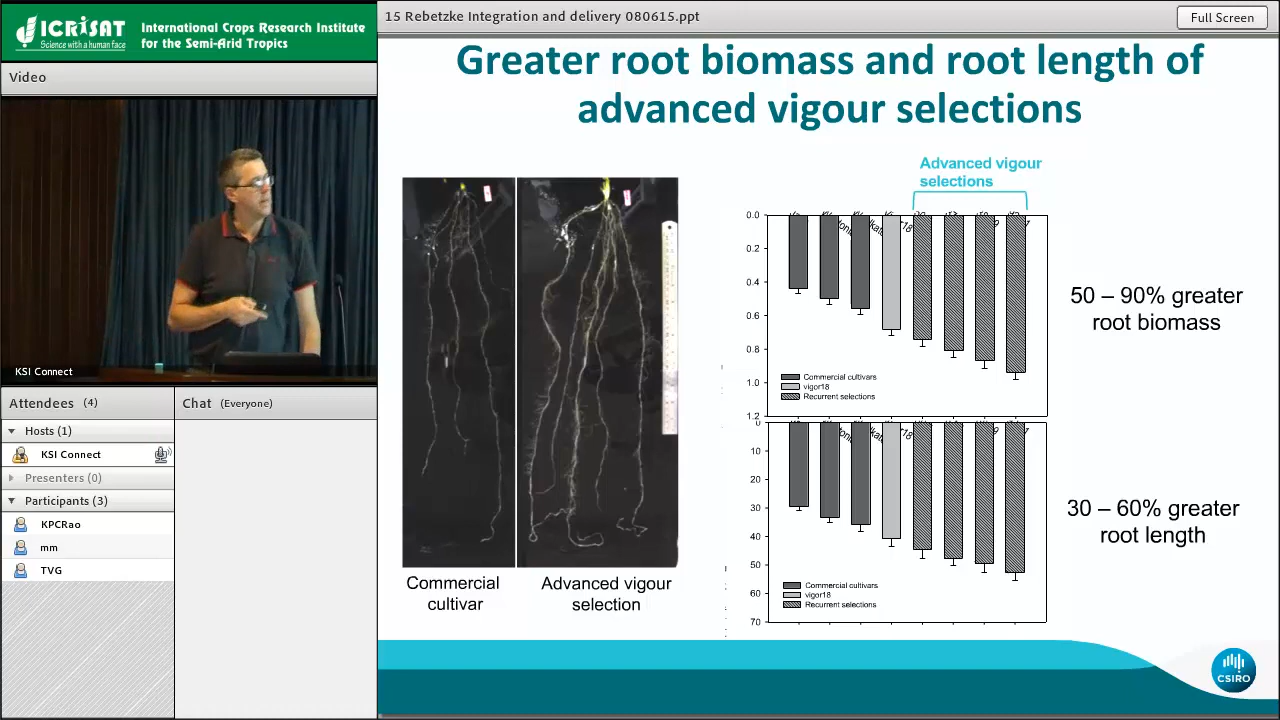 ICRISAT
Science with a human face
International Crops Research Institute
for the Semi-Arid Tropics
15 Rebetzke Integration and delivery 080615.ppt
Full Screen
Video
KSI Connect
Attendees (4)
Hosts (1)
KSI Connect
Presenters (0)
Participants (3)
KPCRao
mm
TVG
Chat (Everyone)
Greater root biomass and root length of
advanced vigour selections
Commercial
cultivar
Advanced vigour
selection
Advanced vigour
selections
0.0
0.2
0.4
0.6
0.8
1.0
1.2
Commercial cultivars
vigor18
Recurrent selections
0
10
20
30
40
50
60
70
Commercial cultivars
vigor18
Recurrent selections
50 – 90% greater
root biomass
30 – 60% greater
root length
CSIRO